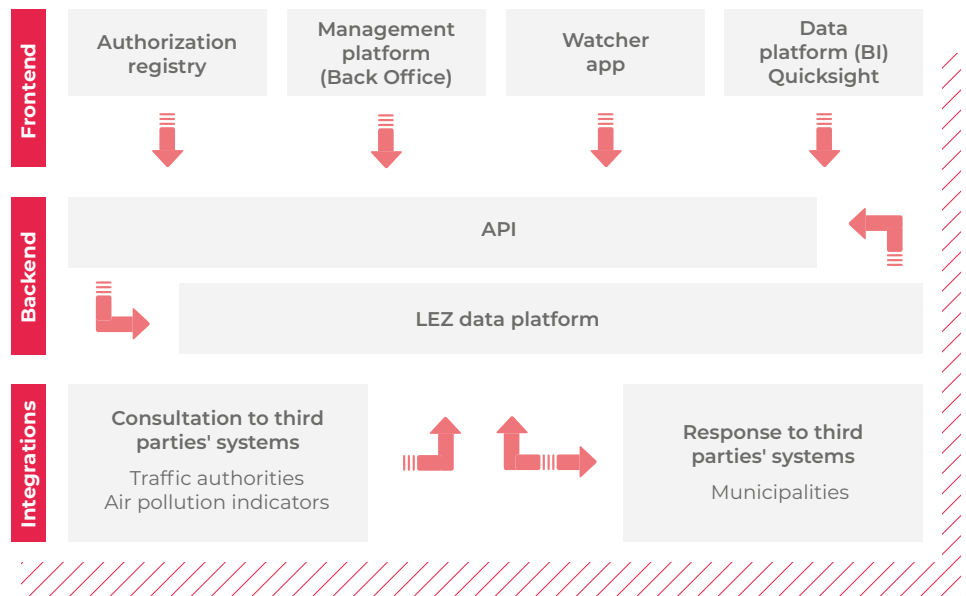 Frontend
Authorization
registry
Management
platform
(Back Office)
Watcher
app
Data
platform (BI)
Quicksight
Backend
API
LEZ data platform
Integrations
Consultation to third
parties' systems
Traffic authorities
Air pollution indicators
Response to third
parties' systems
Municipalities